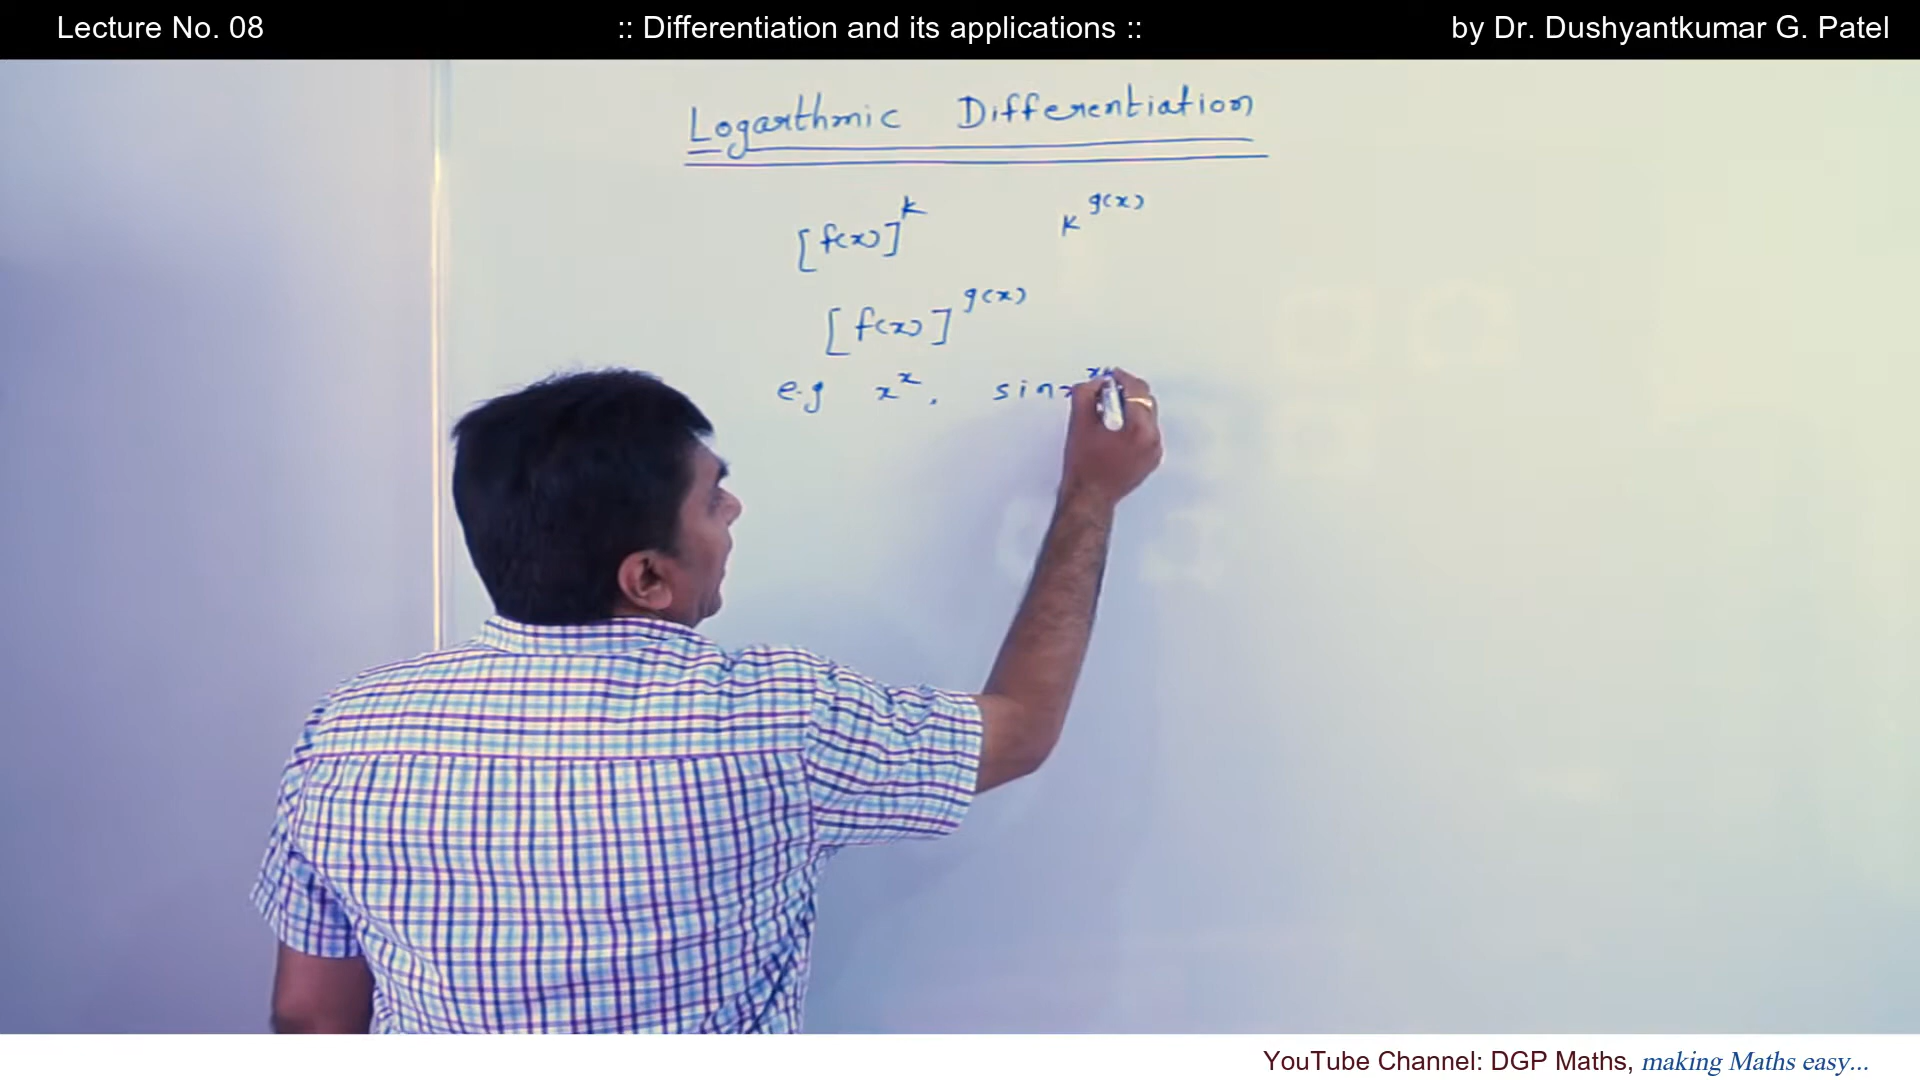 Lecture No. 08 :: Differentiation and its applications :: by Dr. Dushyantkumar G. Patel
Logarthmic Differentiation
[f(x)]^k k^g(x)
[f(x)]^g(x)
e.g x^x, sinx
YouTube Channel: DGP Maths, making Maths easy...